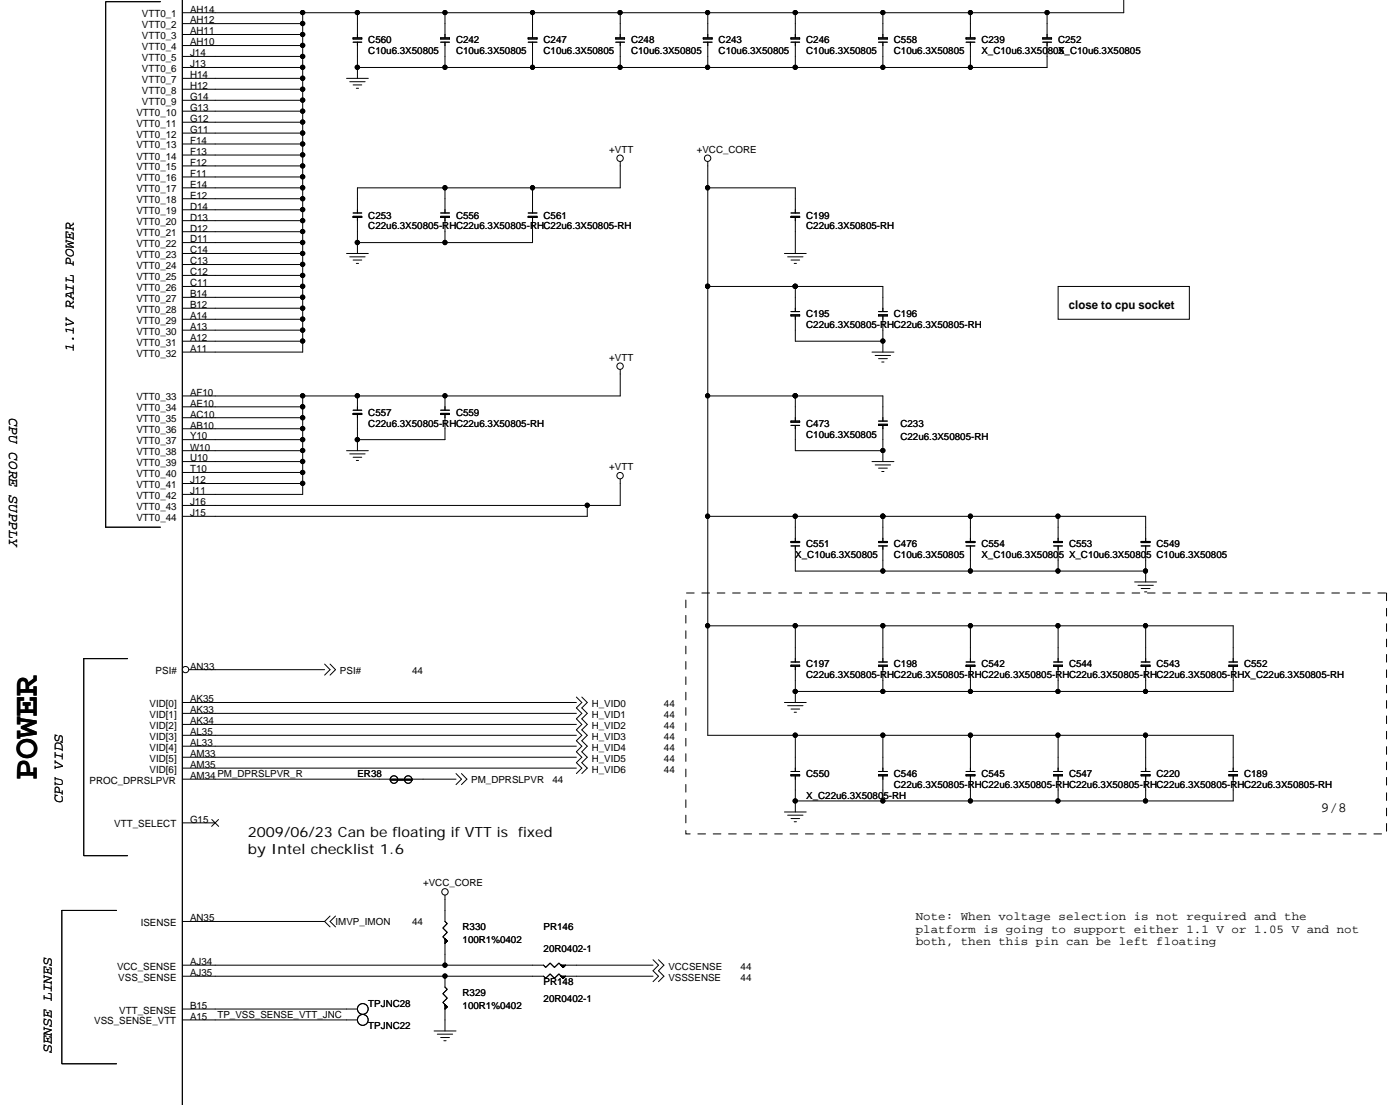 VTT0_1 AH14
VTT0_2 AH12
VTT0_3 AH11
VTT0_4 AH10
VTT0_5 J14
VTT0_6 J13
VTT0_7 H14
VTT0_8 H12
VTT0_9 G14
VTT0_10 G13
VTT0_11 G12
VTT0_12 G11
VTT0_13 F14
VTT0_14 F13
VTT0_15 F12
VTT0_16 F11
VTT0_17 E14
VTT0_18 E12
VTT0_19 D14
VTT0_20 D13
VTT0_21 D12
VTT0_22 D11
VTT0_23 C14
VTT0_24 C13
VTT0_25 C12
VTT0_26 C11
VTT0_27 B14
VTT0_28 B12
VTT0_29 A14
VTT0_30 A13
VTT0_31 A12
VTT0_32 A11
1.1V RAIL POWER
C560 C242 C247 C248 C243 C246 C558 C239 C252
C10u6.3X50805 C10u6.3X50805 C10u6.3X50805 C10u6.3X50805 C10u6.3X50805 C10u6.3X50805 C10u6.3X50805 X_C10u6.3X50805 X_C10u6.3X50805
+VTT
+VCC_CORE
C253 C556 C561
C22u6.3X50805-RH C22u6.3X50805-RH C22u6.3X50805-RH
C199
C22u6.3X50805-RH
C195 C196
C22u6.3X50805-RH C22u6.3X50805-RH
close to cpu socket
CPU CORE SUPPLY
VTT0_33 AF10
VTT0_34 AE10
VTT0_35 AC10
VTT0_36 AB10
VTT0_37 Y10
VTT0_38 W10
VTT0_39 U10
VTT0_40 T10
VTT0_41 J12
VTT0_42 J11
VTT0_43 J16
VTT0_44 J15
+VTT
C557 C559
C22u6.3X50805-RH C22u6.3X50805-RH
+VTT
C473 C233
C10u6.3X50805 C22u6.3X50805-RH
C551 C476 C554 C553 C549
X_C10u6.3X50805 C10u6.3X50805 X_C10u6.3X50805 X_C10u6.3X50805 C10u6.3X50805
C197 C198 C542 C544 C543 C552
C22u6.3X50805-RH C22u6.3X50805-RH C22u6.3X50805-RH C22u6.3X50805-RH C22u6.3X50805-RH X_C22u6.3X50805-RH
C550 C546 C545 C547 C220 C189
X_C22u6.3X50805-RH C22u6.3X50805-RH C22u6.3X50805-RH C22u6.3X50805-RH C22u6.3X50805-RH C22u6.3X50805-RH
9/8
POWER
CPU VIDS
PSI# AN33 PSI# 44
VID[0] AK35 H_VID0 44
VID[1] AK33 H_VID1 44
VID[2] AK34 H_VID2 44
VID[3] AL35 H_VID3 44
VID[4] AL33 H_VID4 44
VID[5] AM33 H_VID5 44
VID[6] AM35 H_VID6 44
PROC_DPRSLPVR AM34 PM_DPRSLPVR_R ER38 PM_DPRSLPVR 44
VTT_SELECT G15
2009/06/23 Can be floating if VTT is fixed
by Intel checklist 1.6
+VCC_CORE
SENSE LINES
ISENSE AN35 IMVP_IMON 44
R330
100R1%0402
PR146
20R0402-1
VCC_SENSE AJ34 VCCSENSE 44
VSS_SENSE AJ35 VSSSENSE 44
PR148
20R0402-1
R329
100R1%0402
VTT_SENSE B15 TPJNC28
VSS_SENSE_VTT A15 TP_VSS_SENSE_VTT_JNC TPJNC22
Note: When voltage selection is not required and the
platform is going to support either 1.1 V or 1.05 V and not
both, then this pin can be left floating